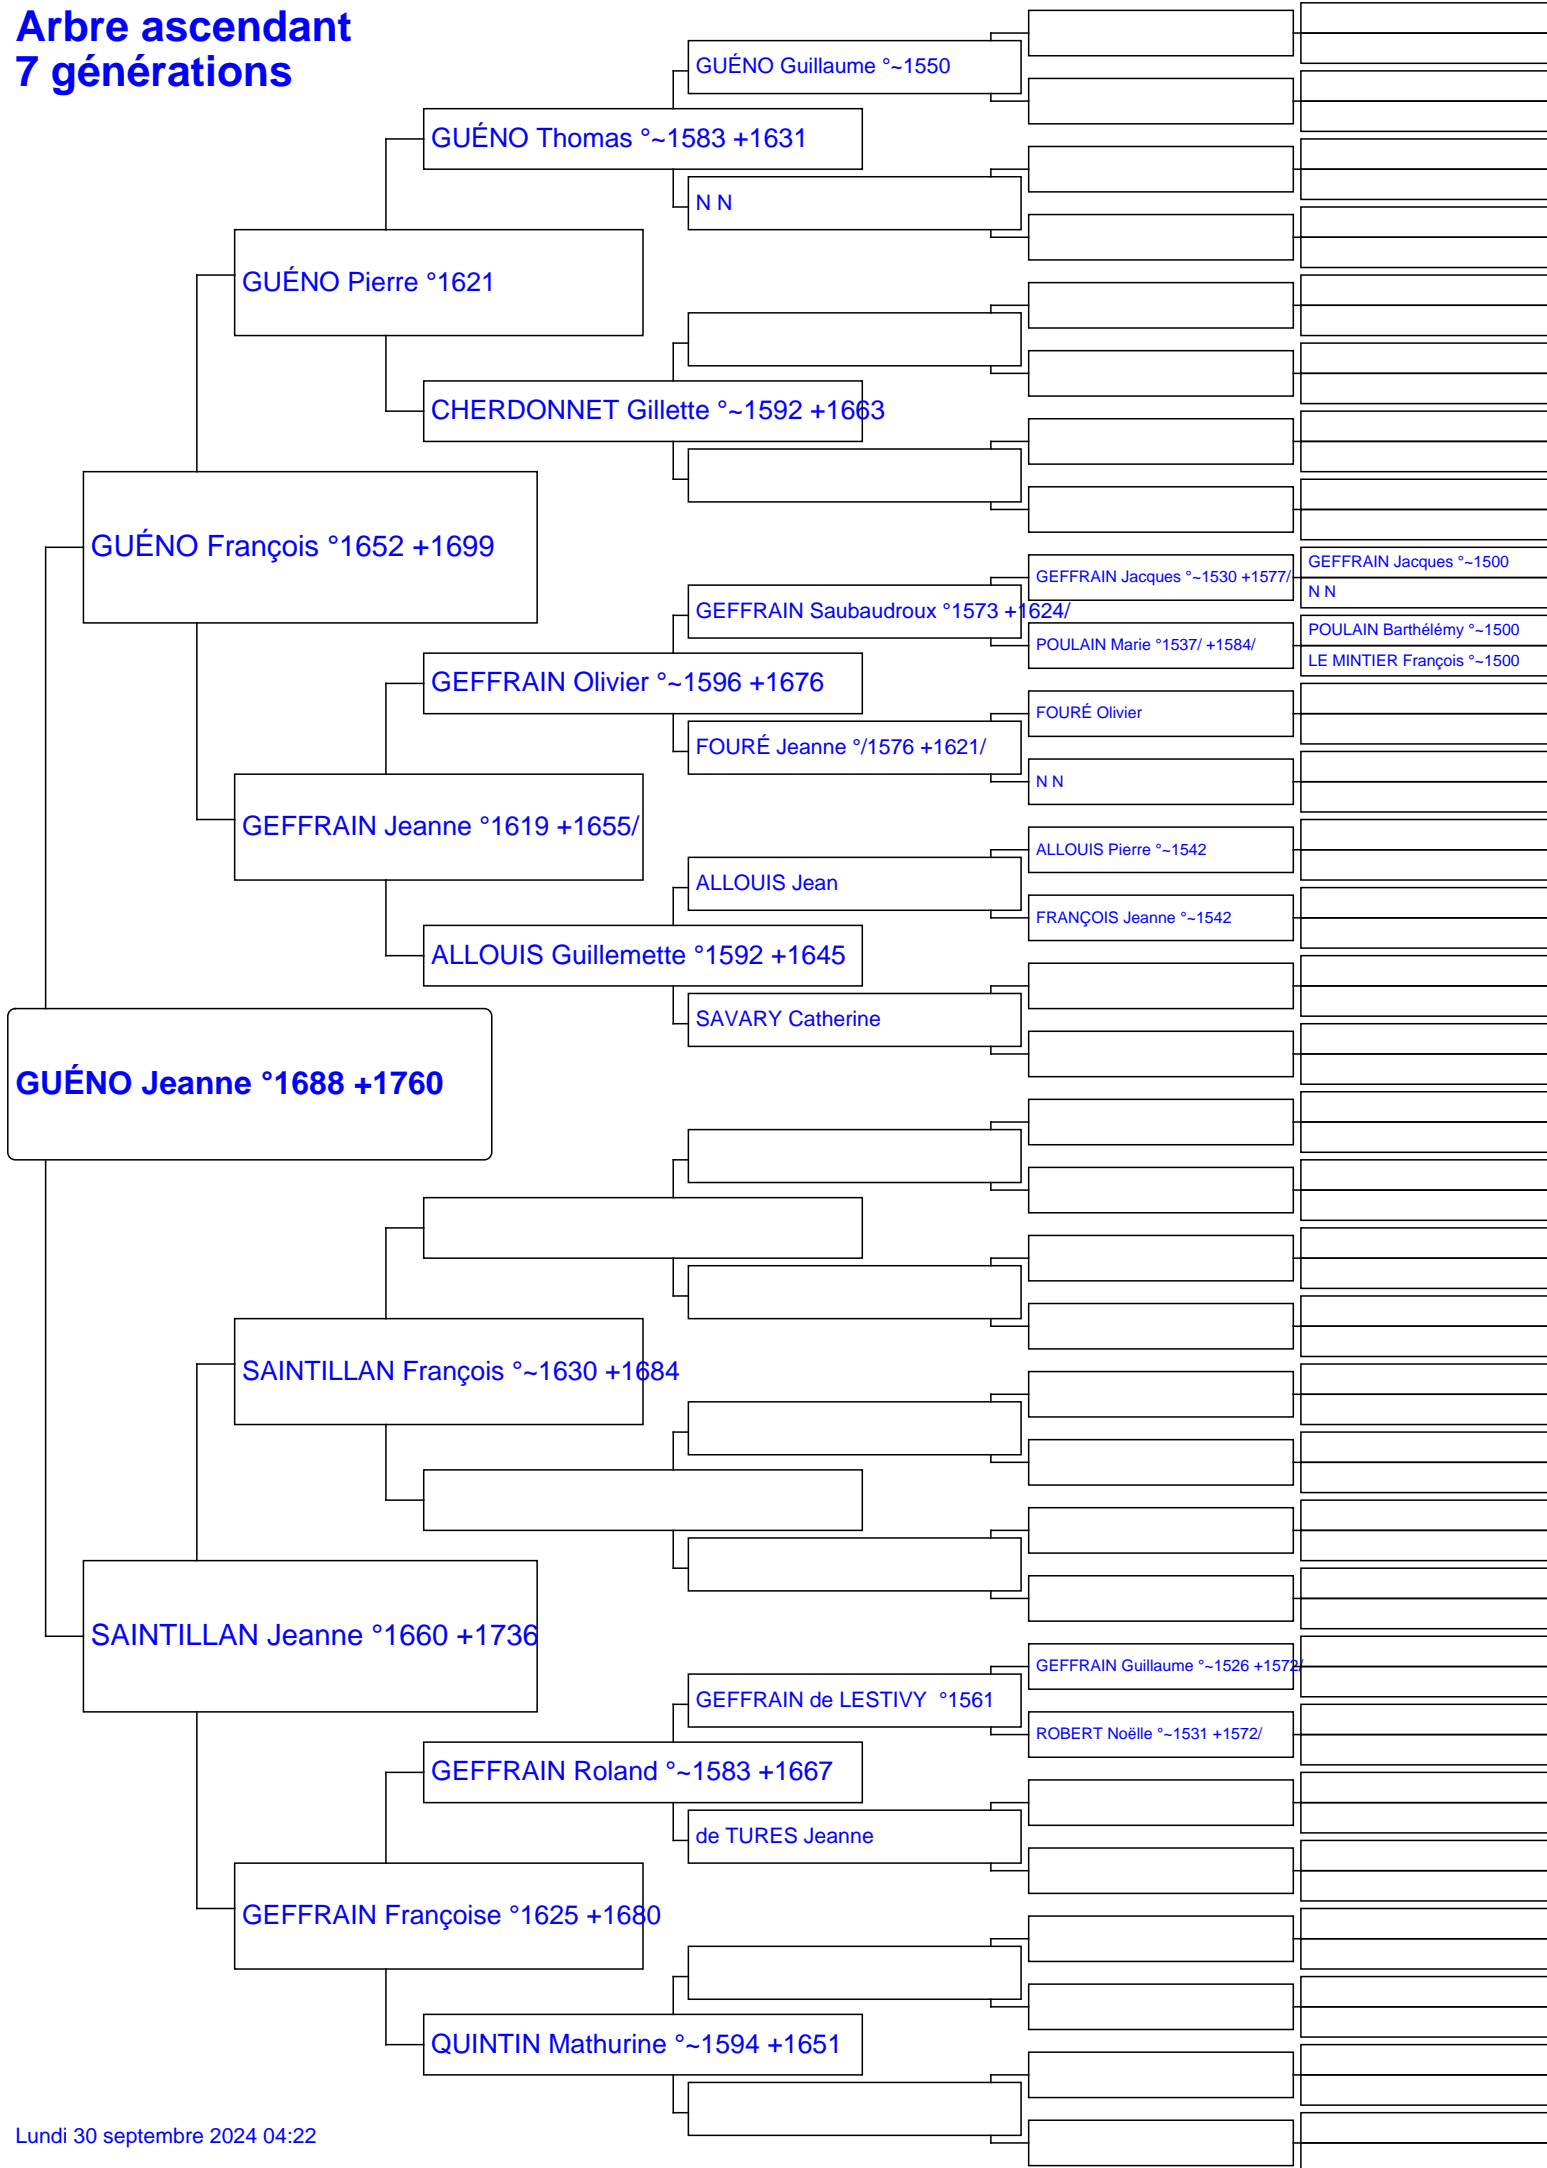 Arbre ascendant
7 générations
GUÉNO Guillaume °~1550
GUÉNO Thomas °~1583 +1631
N N
GUÉNO Pierre °1621
CHERDONNET Gillette °~1592 +1663
GUÉNO François °1652 +1699
GEFFRAIN Jacques °~1500
GEFFRAIN Jacques °~1530 +1577/
N N
GEFFRAIN Saubaudroux °1573 +1624/
POULAIN Barthélémy °~1500
POULAIN Marie °1537/ +1584/
LE MINTIER François °~1500
GEFFRAIN Olivier °~1596 +1676
FOURÉ Olivier
FOURÉ Jeanne °/1576 +1621/
N N
GEFFRAIN Jeanne °1619 +1655/
ALLOUIS Pierre °~1542
ALLOUIS Jean
FRANÇOIS Jeanne °~1542
ALLOUIS Guillemette °1592 +1645
SAVARY Catherine
GUÉNO Jeanne °1688 +1760
SAINTILLAN François °~1630 +1684
SAINTILLAN Jeanne °1660 +1736
GEFFRAIN Guillaume °~1526 +1572/
GEFFRAIN de LESTIVY  °1561
ROBERT Noëlle °~1531 +1572/
GEFFRAIN Roland °~1583 +1667
de TURES Jeanne
GEFFRAIN Françoise °1625 +1680
QUINTIN Mathurine °~1594 +1651
Lundi 30 septembre 2024 04:22